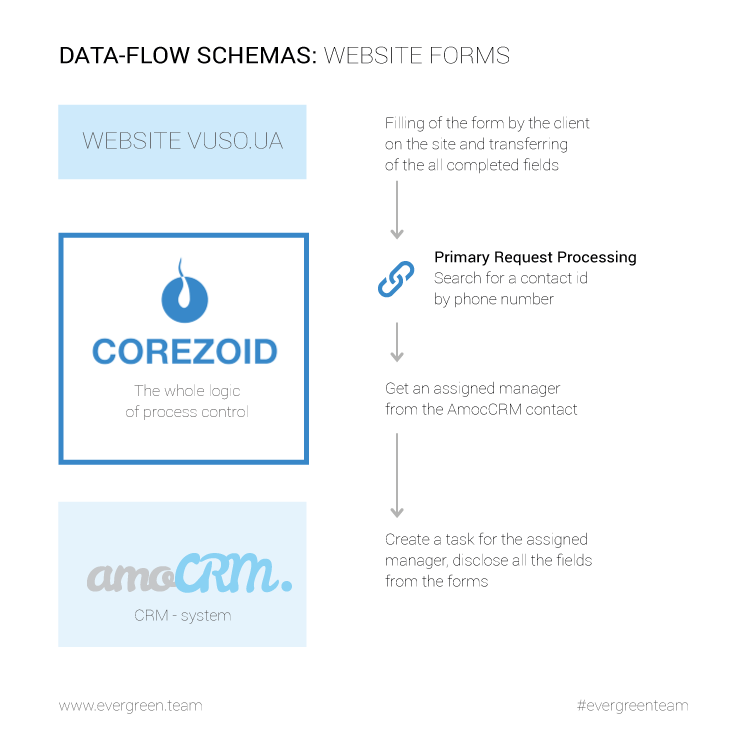 DATA-FLOW SCHEMAS: WEBSITE FORMS
WEBSITE VUSO.UA
Filling of the form by the client
on the site and transferring
of the all completed fields
COREZOID
The whole logic
of process control
Primary Request Processing
Search for a contact id
by phone number
Get an assigned manager
from the AmocCRM contact
amoCRM.
CRM - system
Create a task for the assigned
manager, disclose all the fields
from the forms
www.evergreen.team
#evergreenteam